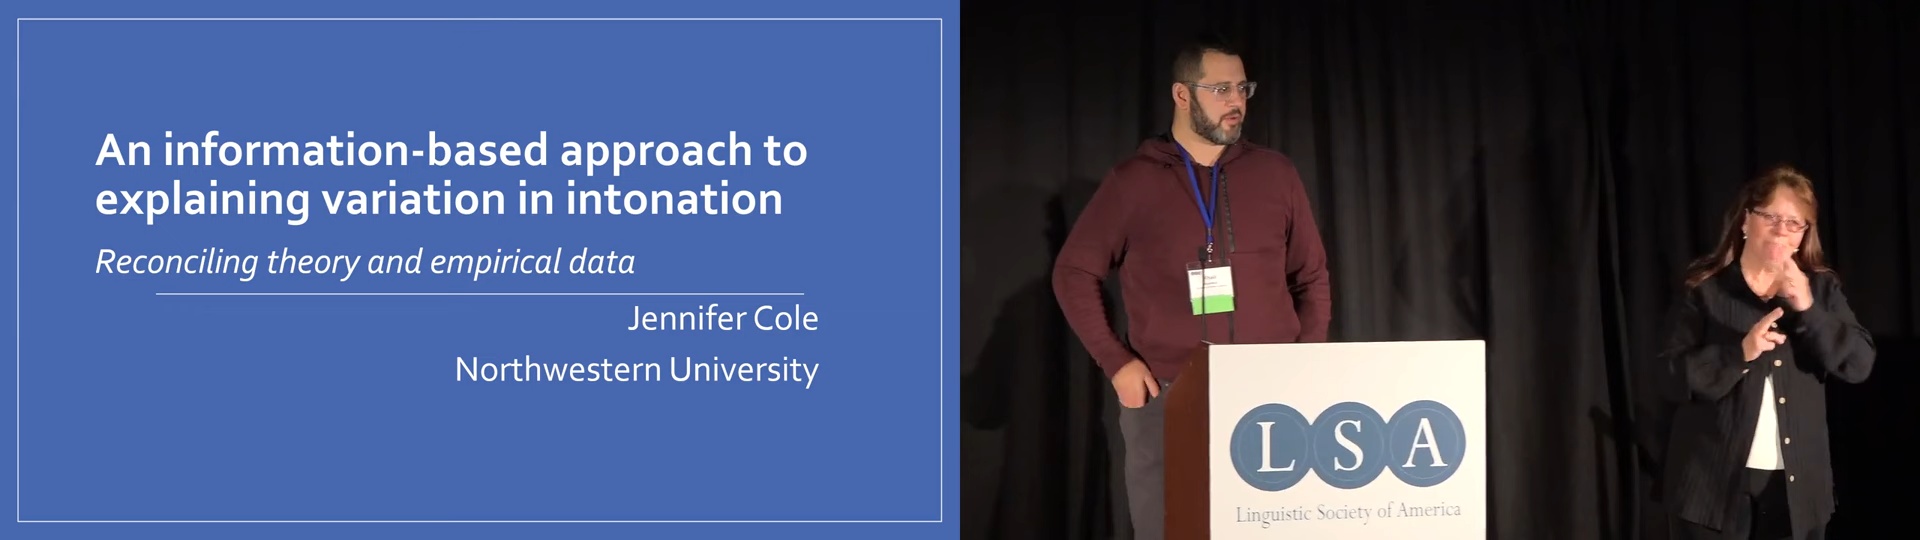 An information-based approach to
explaining variation in intonation
Reconciling theory and empirical data
Jennifer Cole
Northwestern University
LSA
Linguistic Society of America